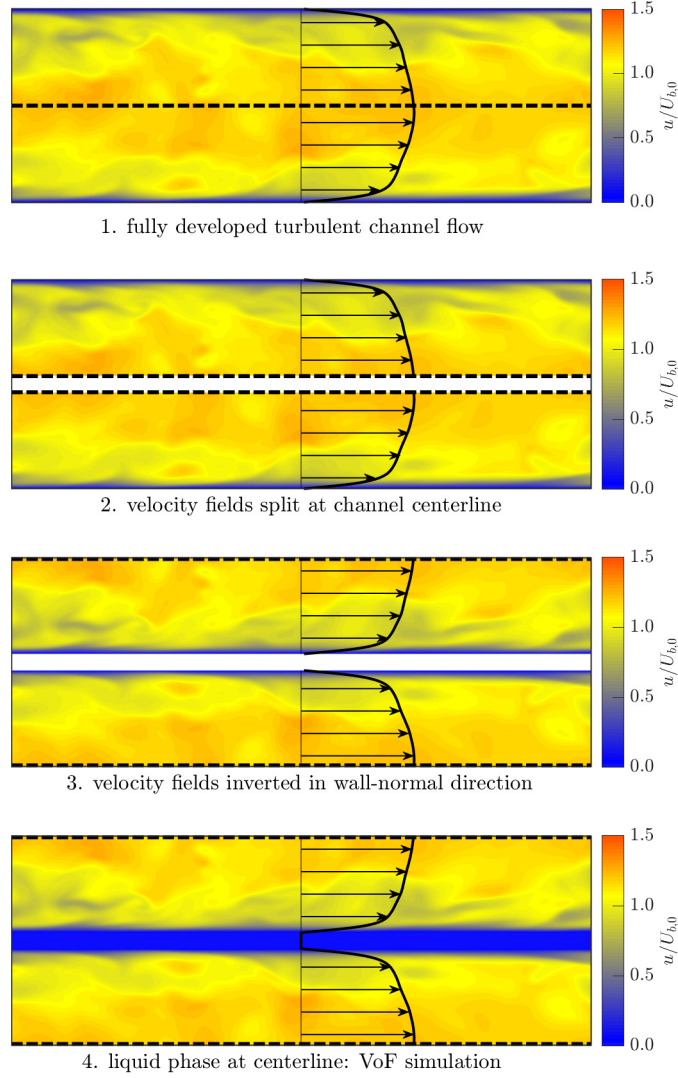 1.5
1.0
0.5
0.0
u/U_{b,0}
1. fully developed turbulent channel flow
1.5
1.0
0.5
0.0
u/U_{b,0}
2. velocity fields split at channel centerline
1.5
1.0
0.5
0.0
u/U_{b,0}
3. velocity fields inverted in wall-normal direction
1.5
1.0
0.5
0.0
u/U_{b,0}
4. liquid phase at centerline: VoF simulation